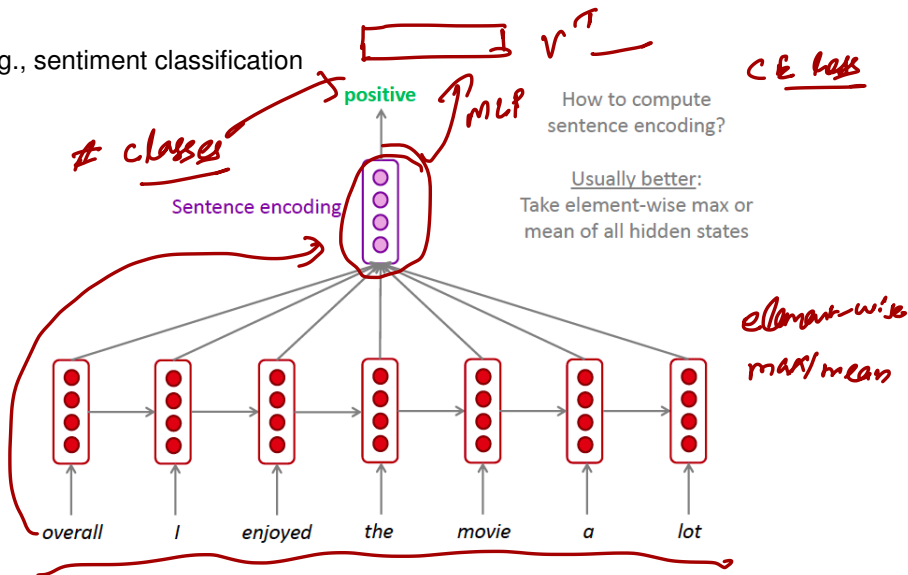 g., sentiment classification
V^T
CE loss
positive
MLP
How to compute
sentence encoding?
# classes
Usually better:
Take element-wise max or
mean of all hidden states
Sentence encoding
element-wise
max/mean
overall I enjoyed the movie a lot